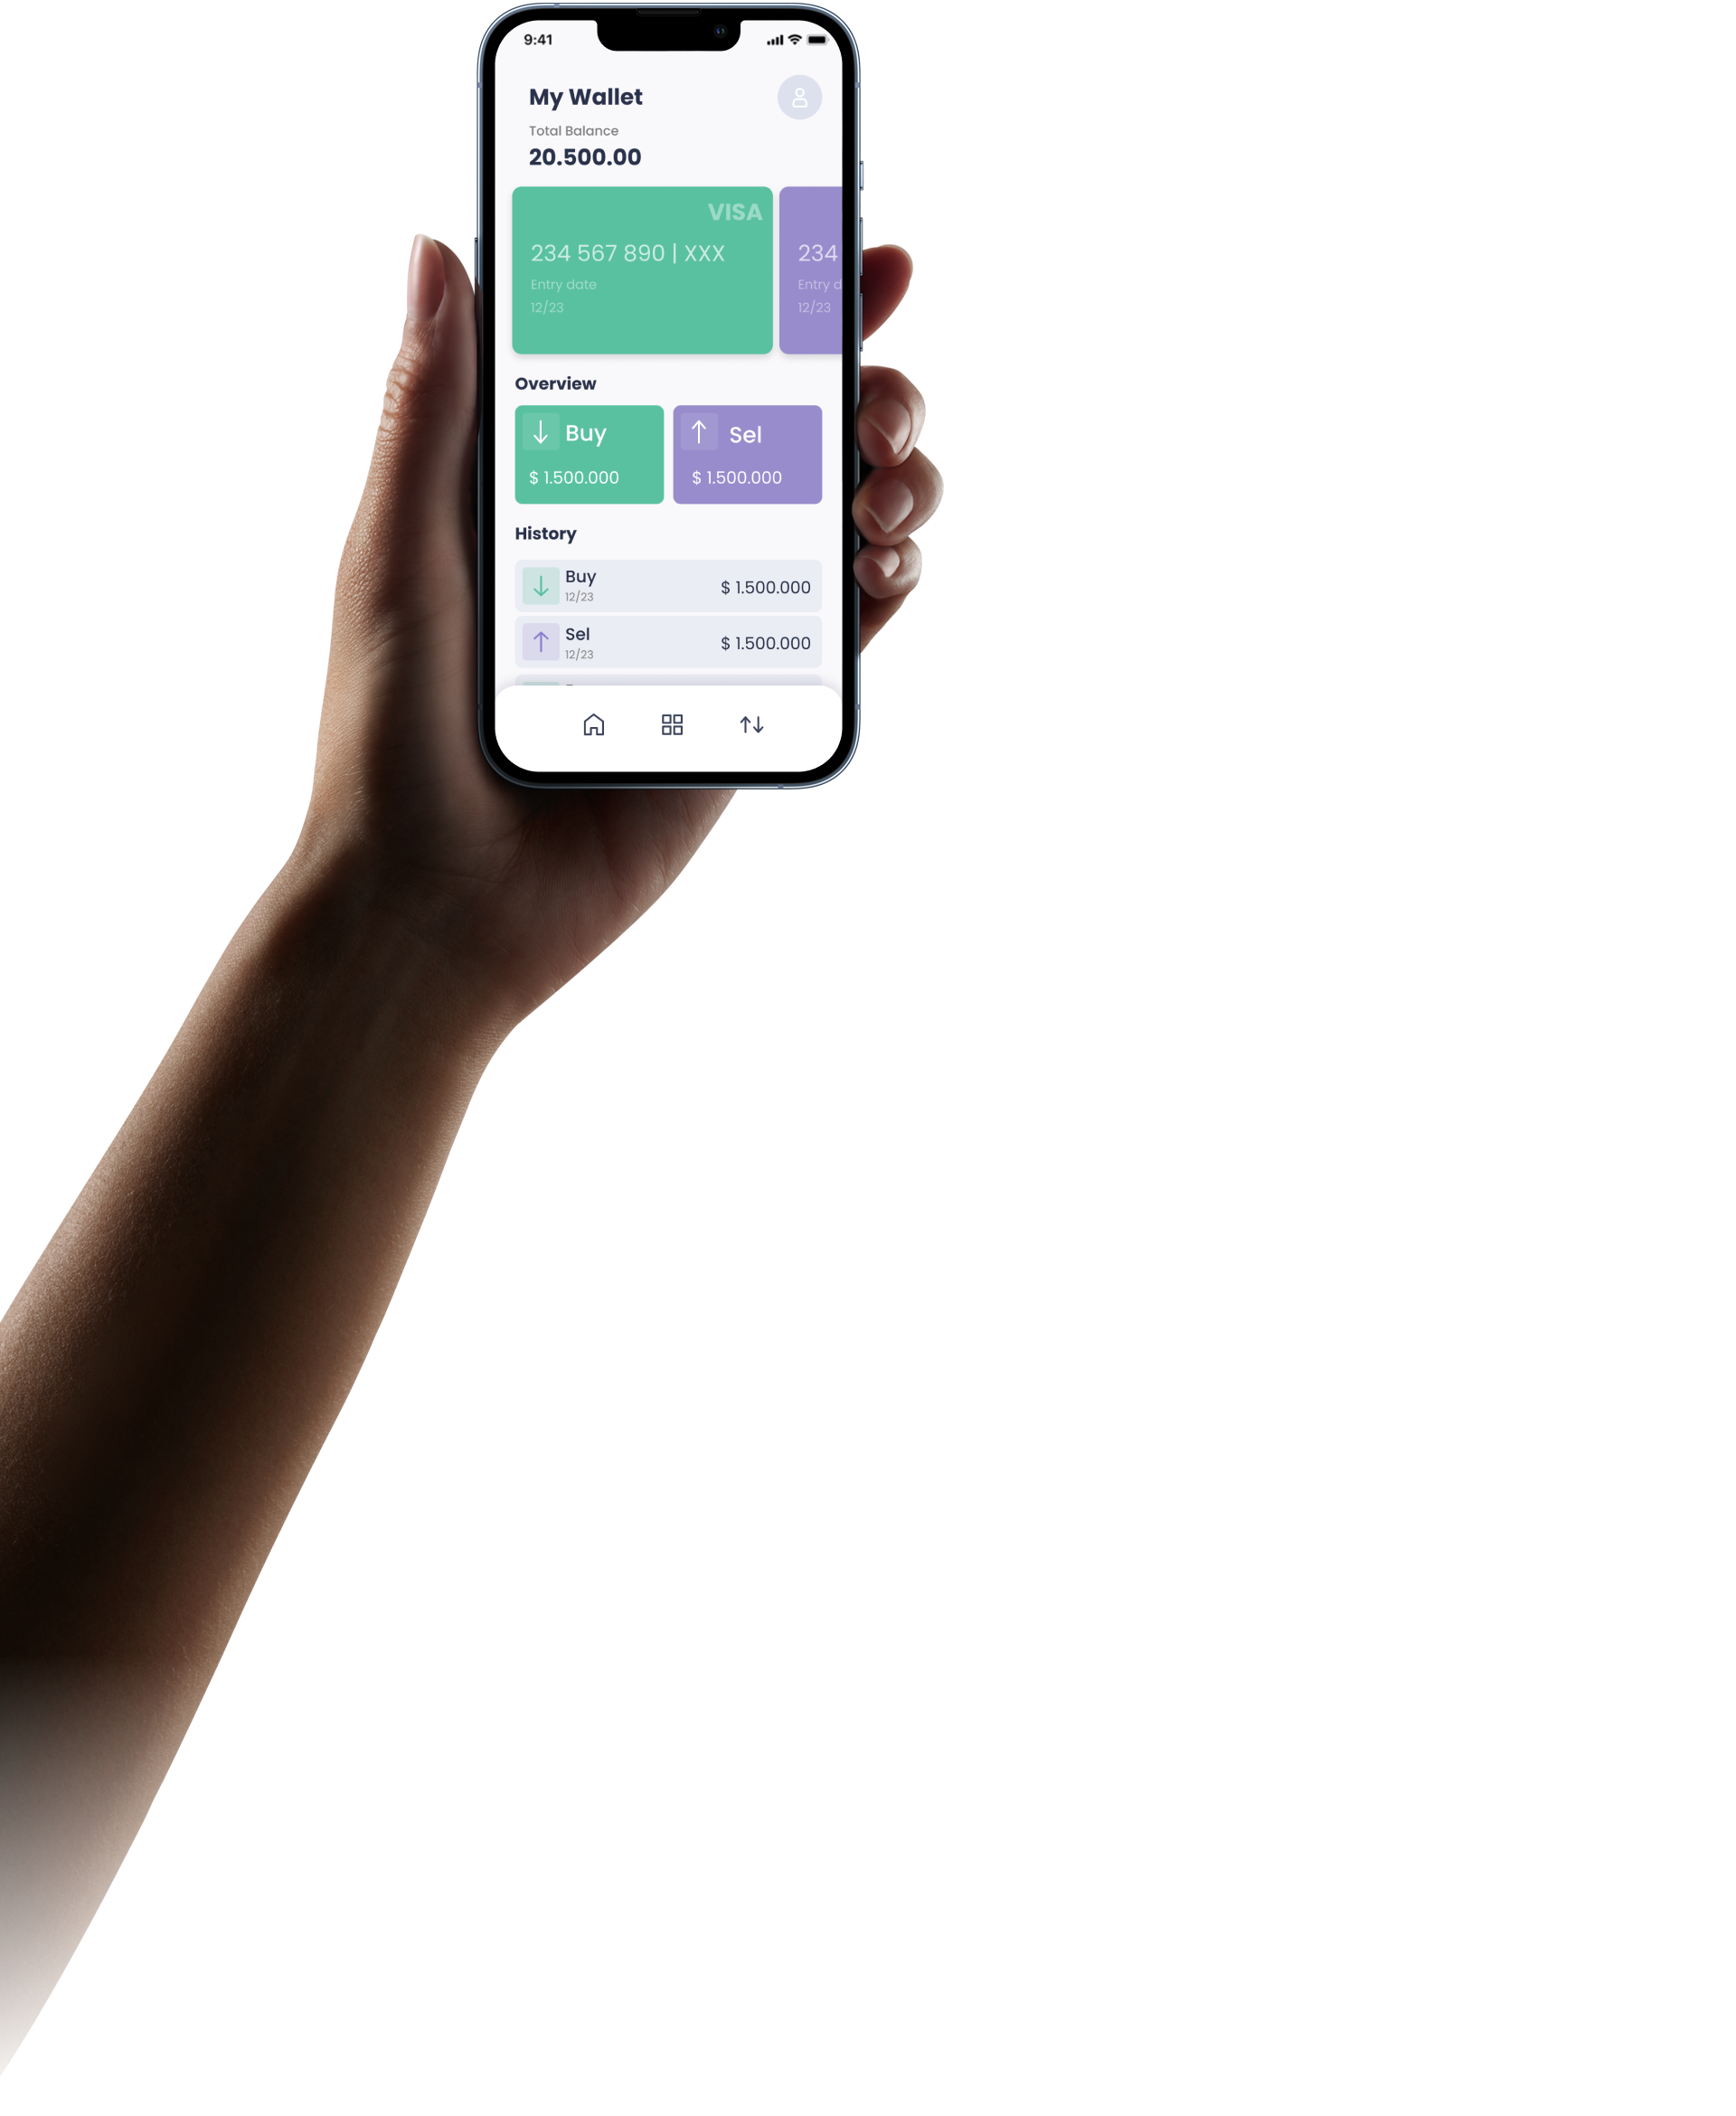 9:41
My Wallet
Total Balance
20.500.00
VISA
234 567 890 | XXX
234
Entry date
Entry d
12/23
12/23
Overview
Buy
Sel
$ 1.500.000
$ 1.500.000
History
Buy
12/23
$ 1.500.000
Sel
12/23
$ 1.500.000